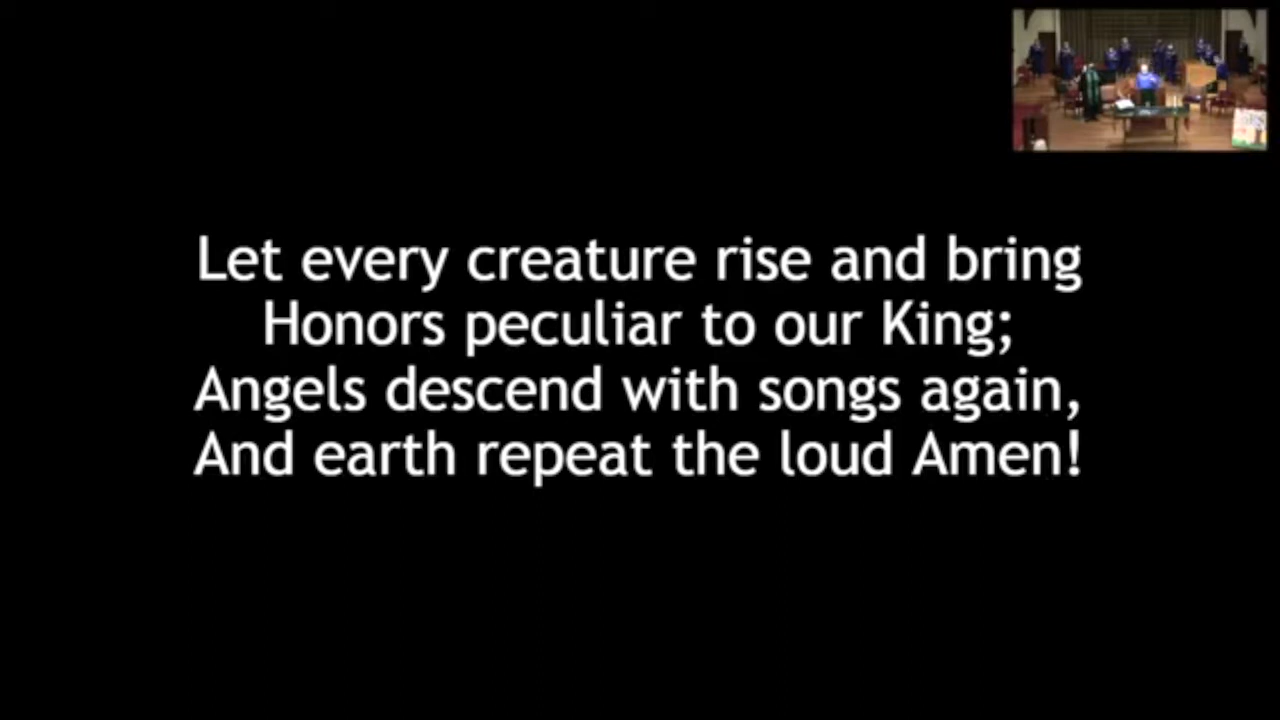 Let every creature rise and bring
Honors peculiar to our King;
Angels descend with songs again,
And earth repeat the loud Amen!